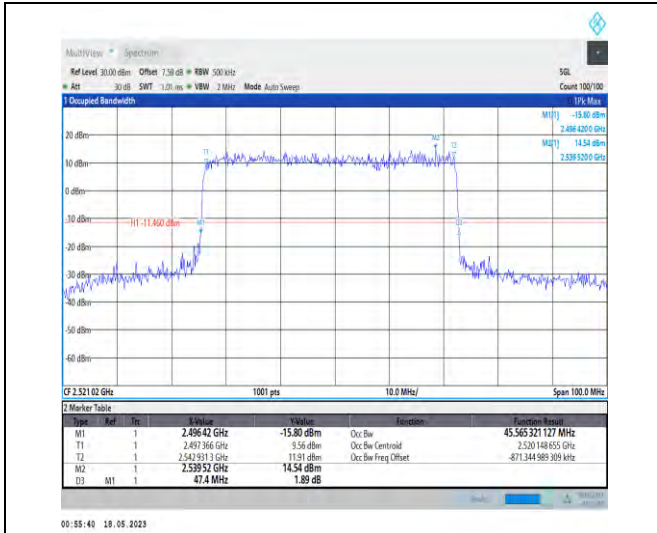 MultiView Spectrum
Ref Level 30.00 dBm Offset 7.58 dB RBW 500 kHz SGL
Att 30 dB SWT 1.01 ms VBW 2 MHz Mode Auto Sweep Count 100/100
1 Occupied Bandwidth 1Pk Max
M1[1] -15.80 dBm
2.496 420 0 GHz
M2[1] 14.54 dBm
2.539 520 0 GHz
M2
T1 T2
20 dBm
10 dBm
0 dBm
-10 dBm
H1 -11.460 dBm M1 D3
-20 dBm
-30 dBm
-40 dBm
-50 dBm
-60 dBm
CF 2.521 02 GHz 1001 pts 10.0 MHz/ Span 100.0 MHz
2 Marker Table
Type Ref Trc X-Value Y-Value Function Function Result
M1 1 2.496 42 GHz -15.80 dBm Occ Bw 45.565 321 127 MHz
T1 1 2.497 366 GHz 9.56 dBm Occ Bw Centroid 2.520 148 655 GHz
T2 1 2.542 931 3 GHz 11.91 dBm Occ Bw Freq Offset -871.344 989 309 kHz
M2 1 2.539 52 GHz 14.54 dBm
D3 M1 1 47.4 MHz 1.89 dB
00:55:40 18.05.2023